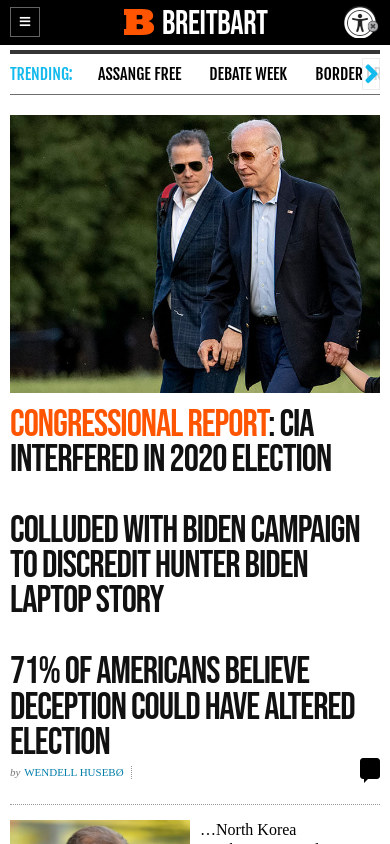 BREITBART
TRENDING: ASSANGE FREE DEBATE WEEK BORDER
CONGRESSIONAL REPORT: CIA
INTERFERED IN 2020 ELECTION
COLLUDED WITH BIDEN CAMPAIGN
TO DISCREDIT HUNTER BIDEN
LAPTOP STORY
71% OF AMERICANS BELIEVE
DECEPTION COULD HAVE ALTERED
ELECTION
by WENDELL HUSEBØ
…North Korea